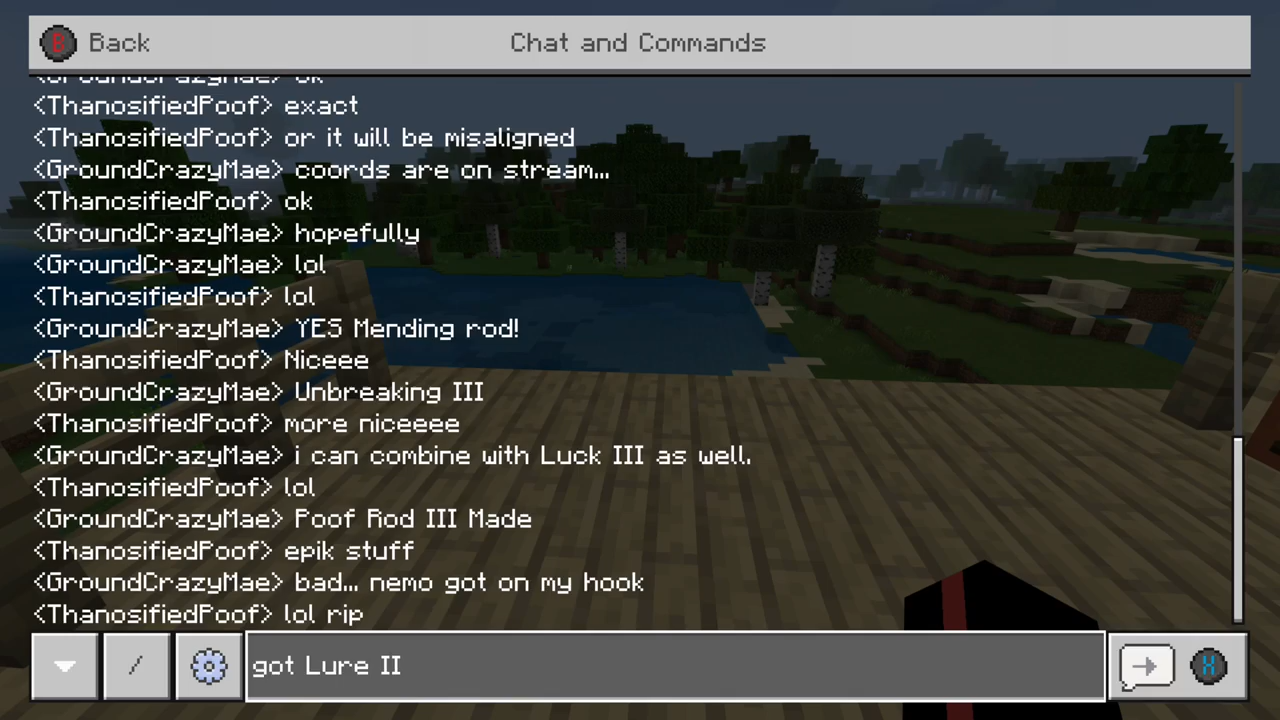 B Back
Chat and Commands
<GroundCrazyMae> ok
<ThanosifiedPoof> exact
<ThanosifiedPoof> or it will be misaligned
<GroundCrazyMae> coords are on stream...
<ThanosifiedPoof> ok
<GroundCrazyMae> hopefully
<GroundCrazyMae> lol
<ThanosifiedPoof> lol
<GroundCrazyMae> YES Mending rod!
<ThanosifiedPoof> Niceee
<GroundCrazyMae> Unbreaking III
<ThanosifiedPoof> more niceeee
<GroundCrazyMae> i can combine with Luck III as well.
<ThanosifiedPoof> lol
<GroundCrazyMae> Poof Rod III Made
<ThanosifiedPoof> epik stuff
<GroundCrazyMae> bad... nemo got on my hook
<ThanosifiedPoof> lol rip
/ got Lure II X